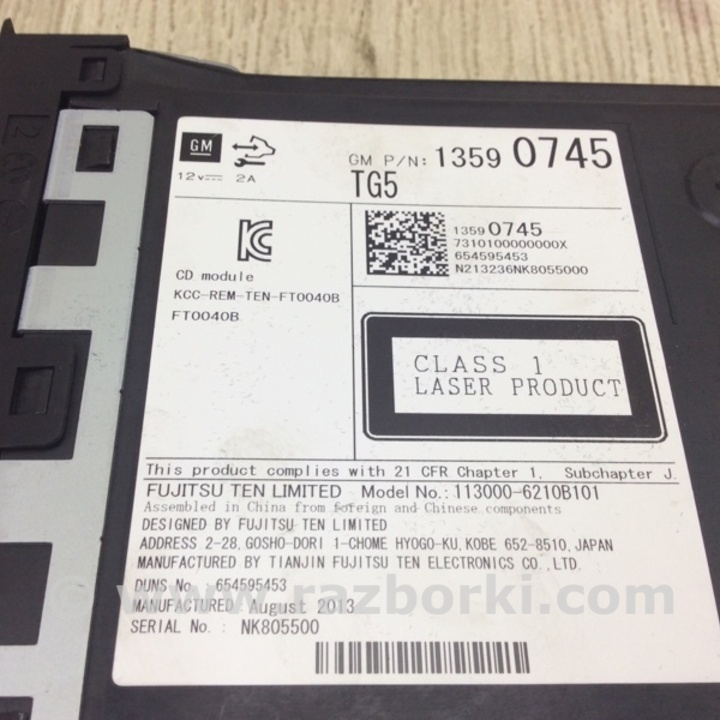 GM
GM P/N: 1359 0745
12v 2A
TG5
1359 0745
7310100000000X
654595453
N213236NK8055000
CD module
KCC-REM-TEN-FT0040B
FT0040B
CLASS 1
LASER PRODUCT
This product complies with 21 CFR Chapter 1, Subchapter J.
FUJITSU TEN LIMITED Model No.: 113000-6210B101
Assembled in China from foreign and Chinese components
DESIGNED BY FUJITSU TEN LIMITED
ADDRESS 2-28, GOSHO-DORI 1-CHOME HYOGO-KU, KOBE 652-8510, JAPAN
MANUFACTURED BY TIANJIN FUJITSU TEN ELECTRONICS CO., LTD.
DUNS No. 654595453
MANUFACTURED August 2013
SERIAL No. : NK805500
www.razborki.com